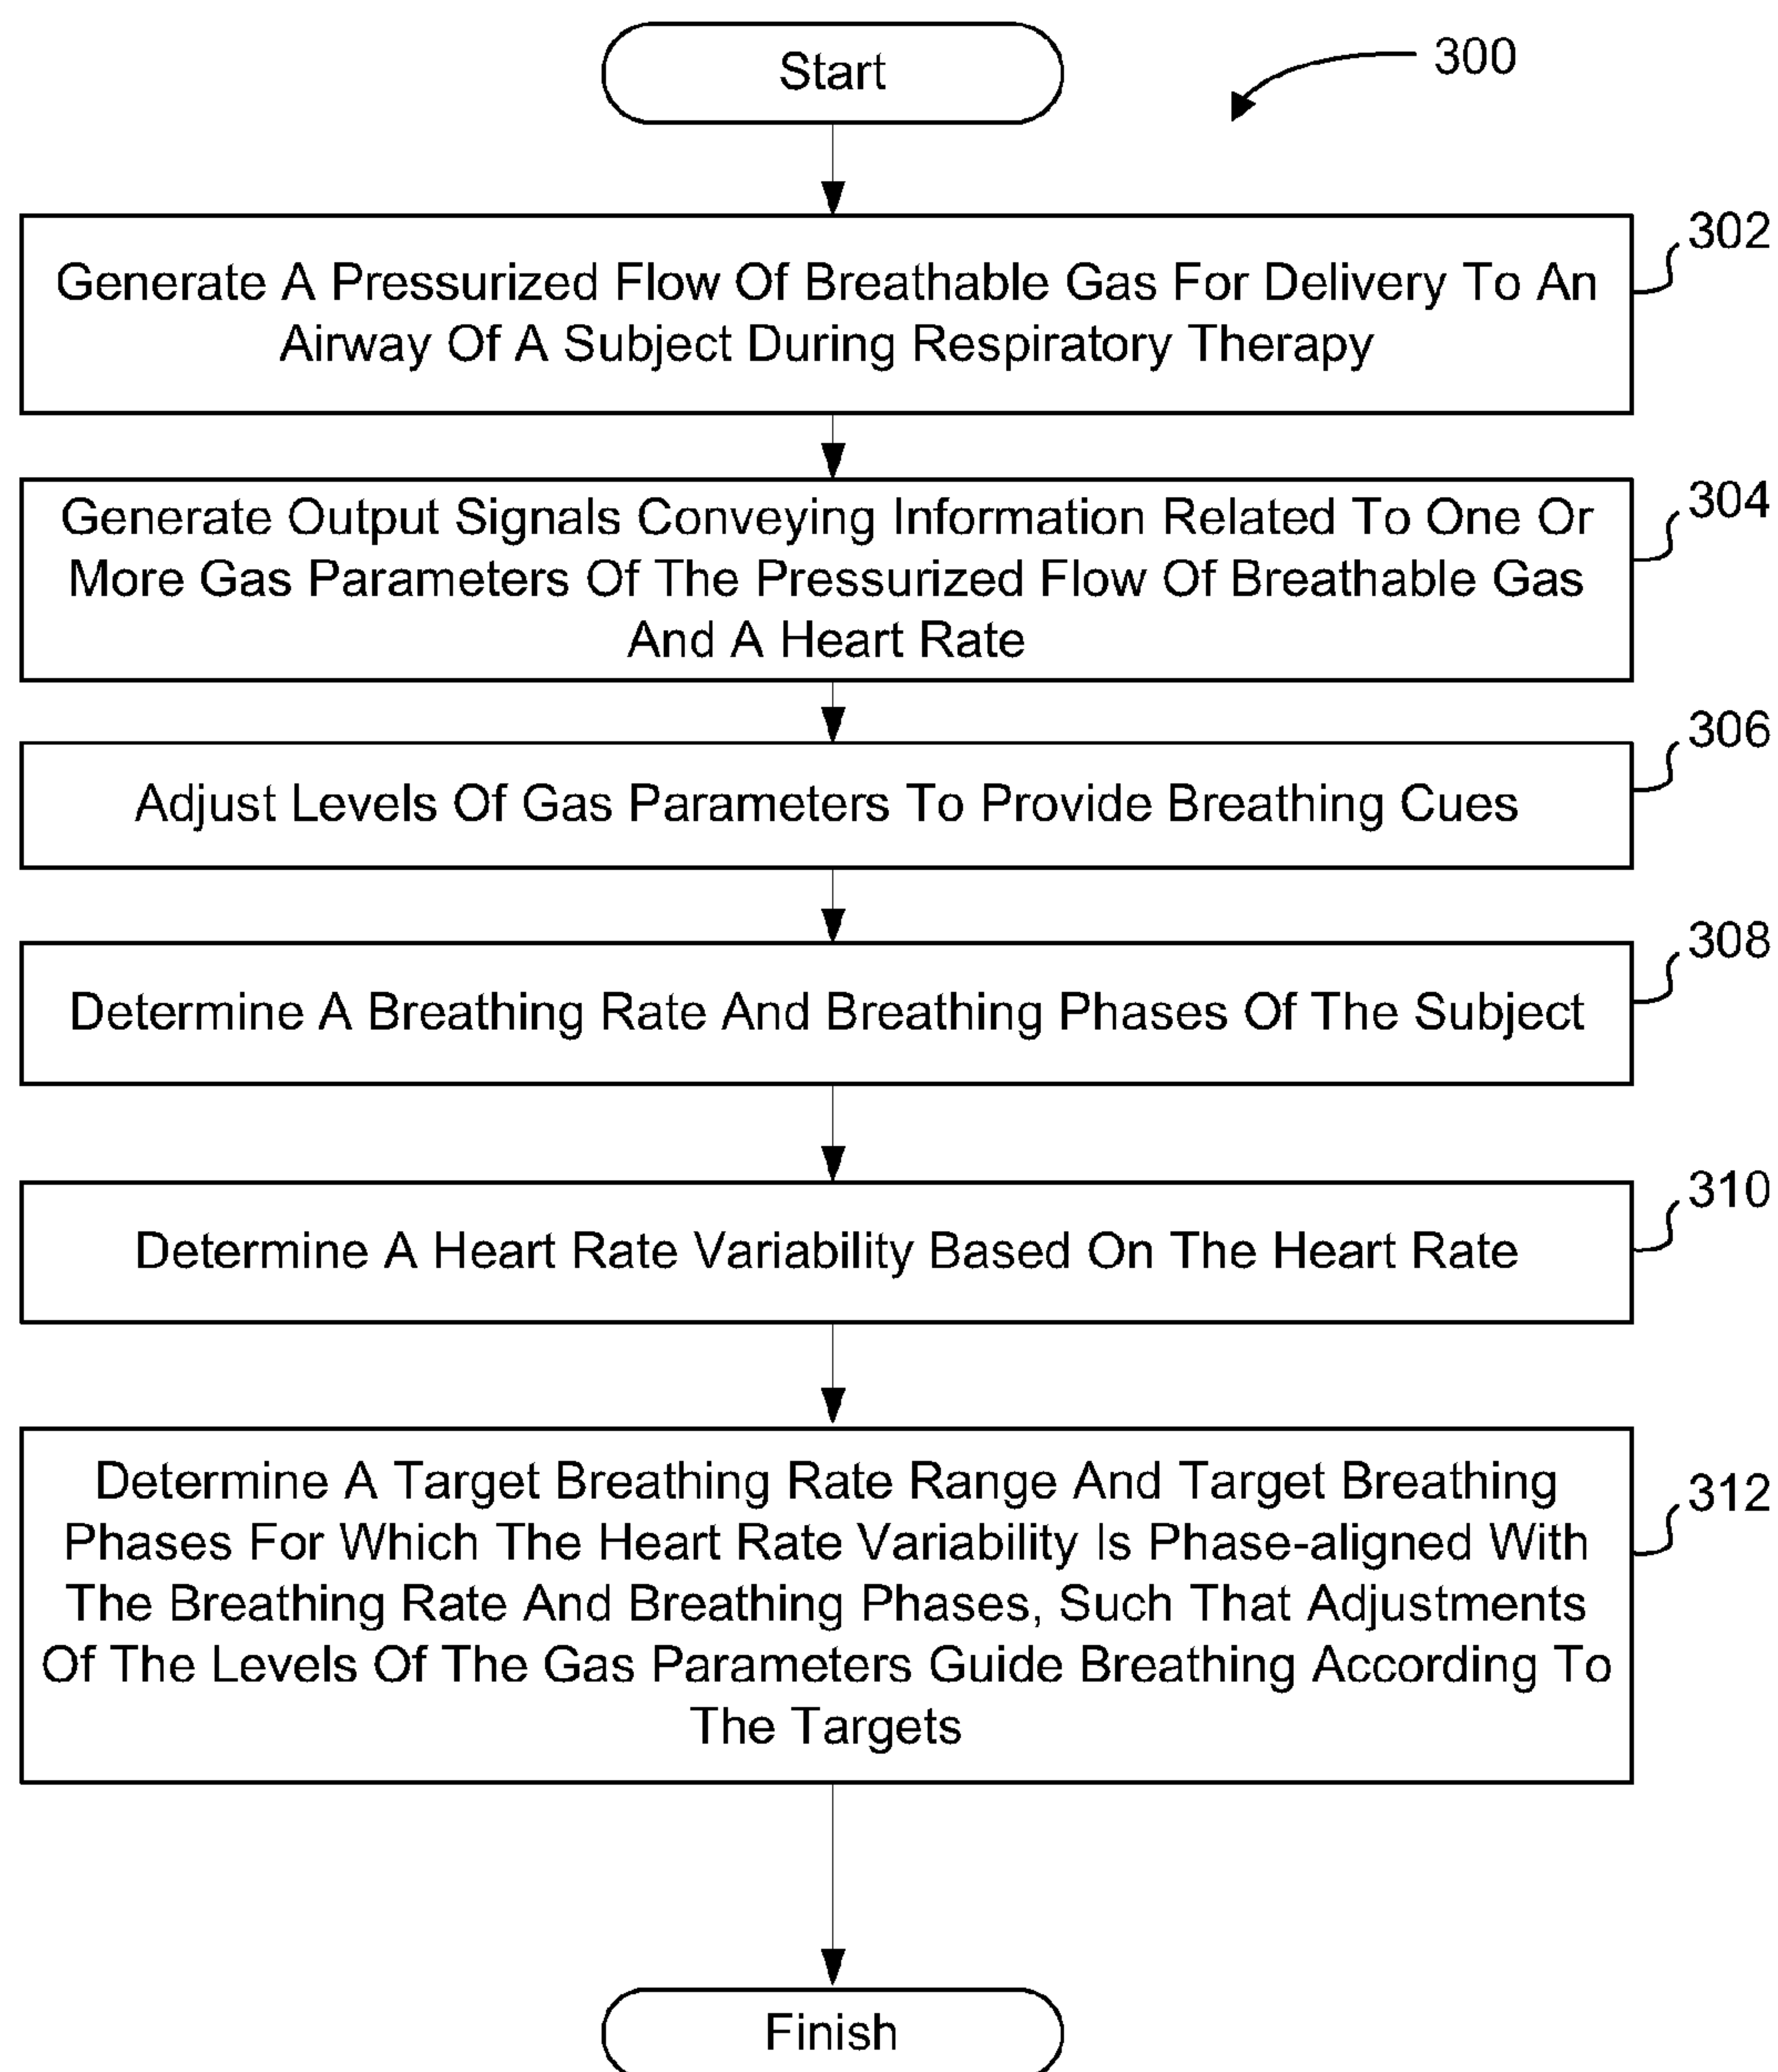 Start
300
302
Generate A Pressurized Flow Of Breathable Gas For Delivery To An
Airway Of A Subject During Respiratory Therapy
304
Generate Output Signals Conveying Information Related To One Or
More Gas Parameters Of The Pressurized Flow Of Breathable Gas
And A Heart Rate
306
Adjust Levels Of Gas Parameters To Provide Breathing Cues
308
Determine A Breathing Rate And Breathing Phases Of The Subject
310
Determine A Heart Rate Variability Based On The Heart Rate
312
Determine A Target Breathing Rate Range And Target Breathing
Phases For Which The Heart Rate Variability Is Phase-aligned With
The Breathing Rate And Breathing Phases, Such That Adjustments
Of The Levels Of The Gas Parameters Guide Breathing According To
The Targets
Finish